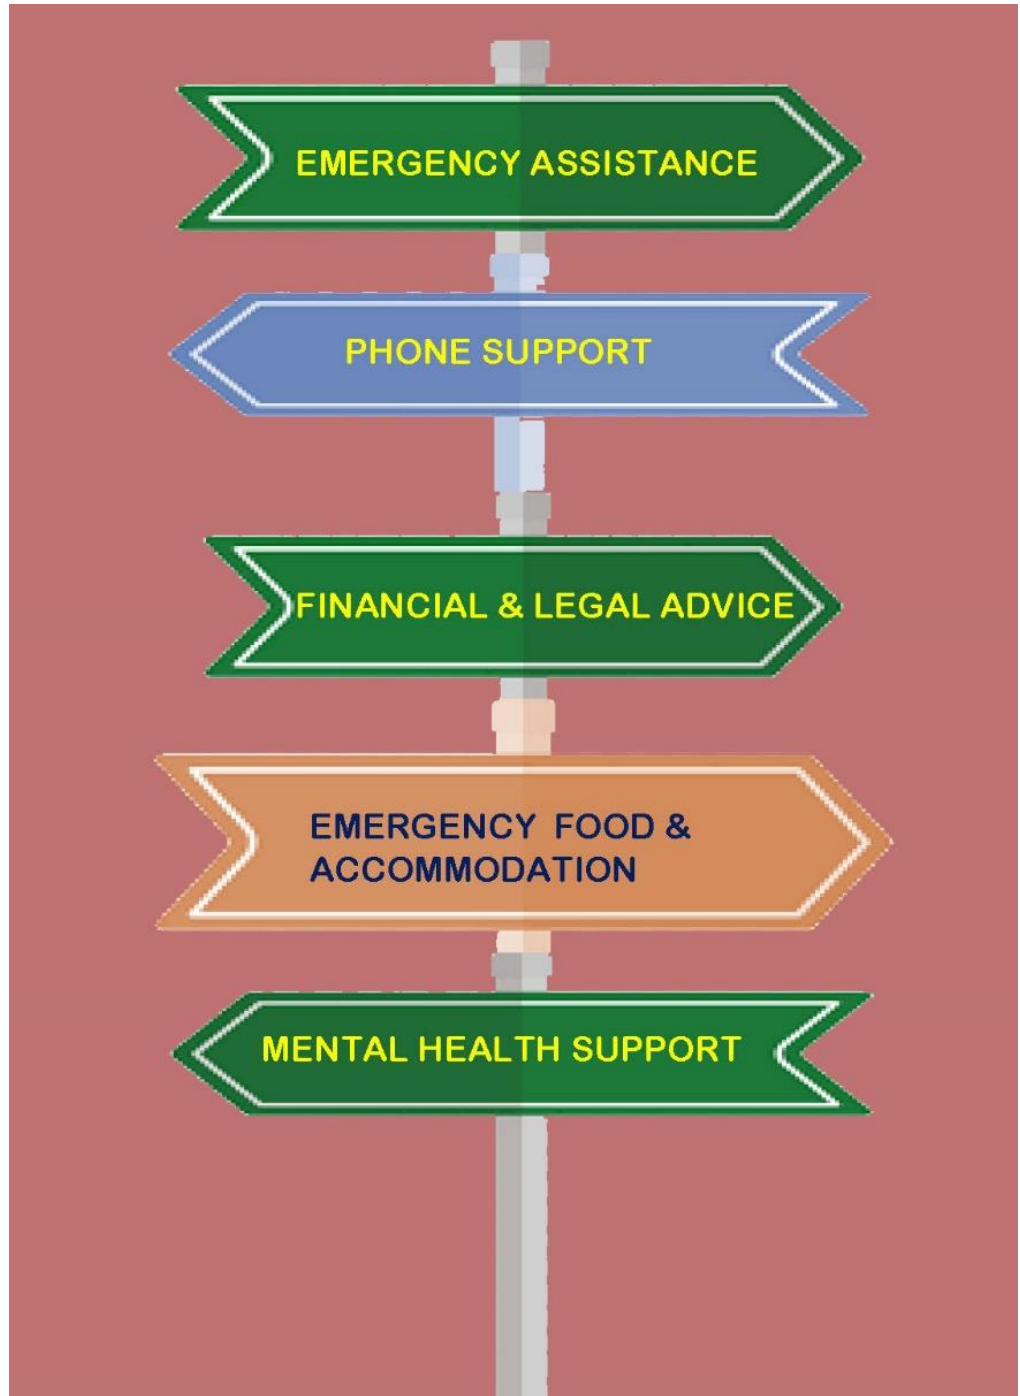 EMERGENCY ASSISTANCE
PHONE SUPPORT
FINANCIAL & LEGAL ADVICE
EMERGENCY FOOD &
ACCOMMODATION
MENTAL HEALTH SUPPORT